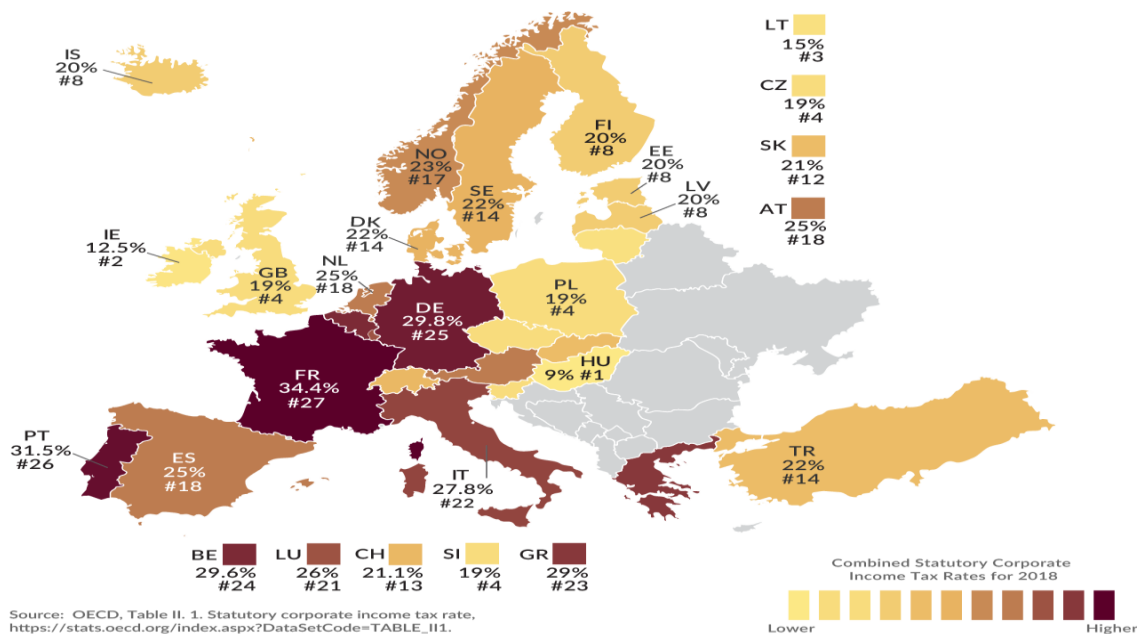 IS
20%
#8
LT
15%
#3
CZ
19%
#4
SK
21%
#12
AT
25%
#18
FI
20%
#8
NO
23%
#17
SE
22%
#14
EE
20%
#8
LV
20%
#8
DK
22%
#14
IE
12.5%
#2
GB
19%
#4
NL
25%
#18
DE
29.8%
#25
PL
19%
#4
HU
9% #1
FR
34.4%
#27
PT
31.5%
#26
ES
25%
#18
IT
27.8%
#22
TR
22%
#14
BE
29.6%
#24
LU
26%
#21
CH
21.1%
#13
SI
19%
#4
GR
29%
#23
Combined Statutory Corporate
Income Tax Rates for 2018
Lower Higher
Source: OECD, Table II. 1. Statutory corporate income tax rate,
https://stats.oecd.org/index.aspx?DataSetCode=TABLE_II1.